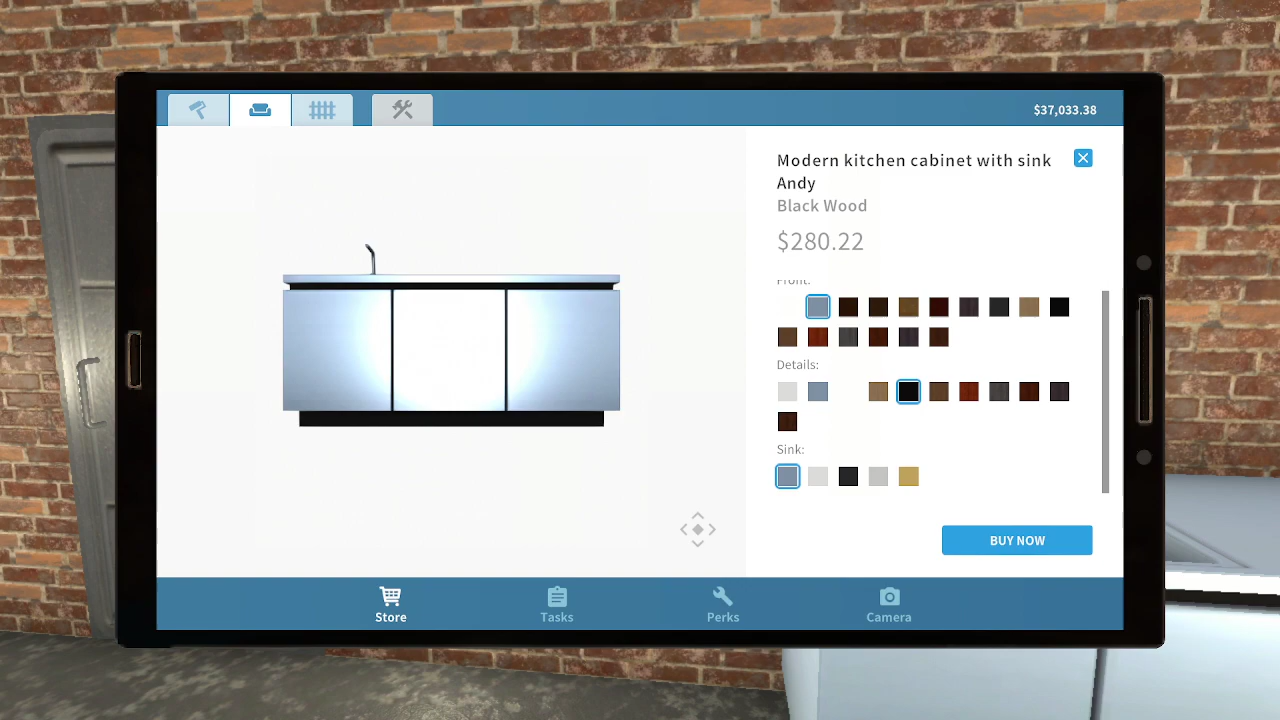 $37,033.38
Modern kitchen cabinet with sink
Andy
Black Wood
$280.22
Front:
Details:
Sink:
BUY NOW
Store
Tasks
Perks
Camera